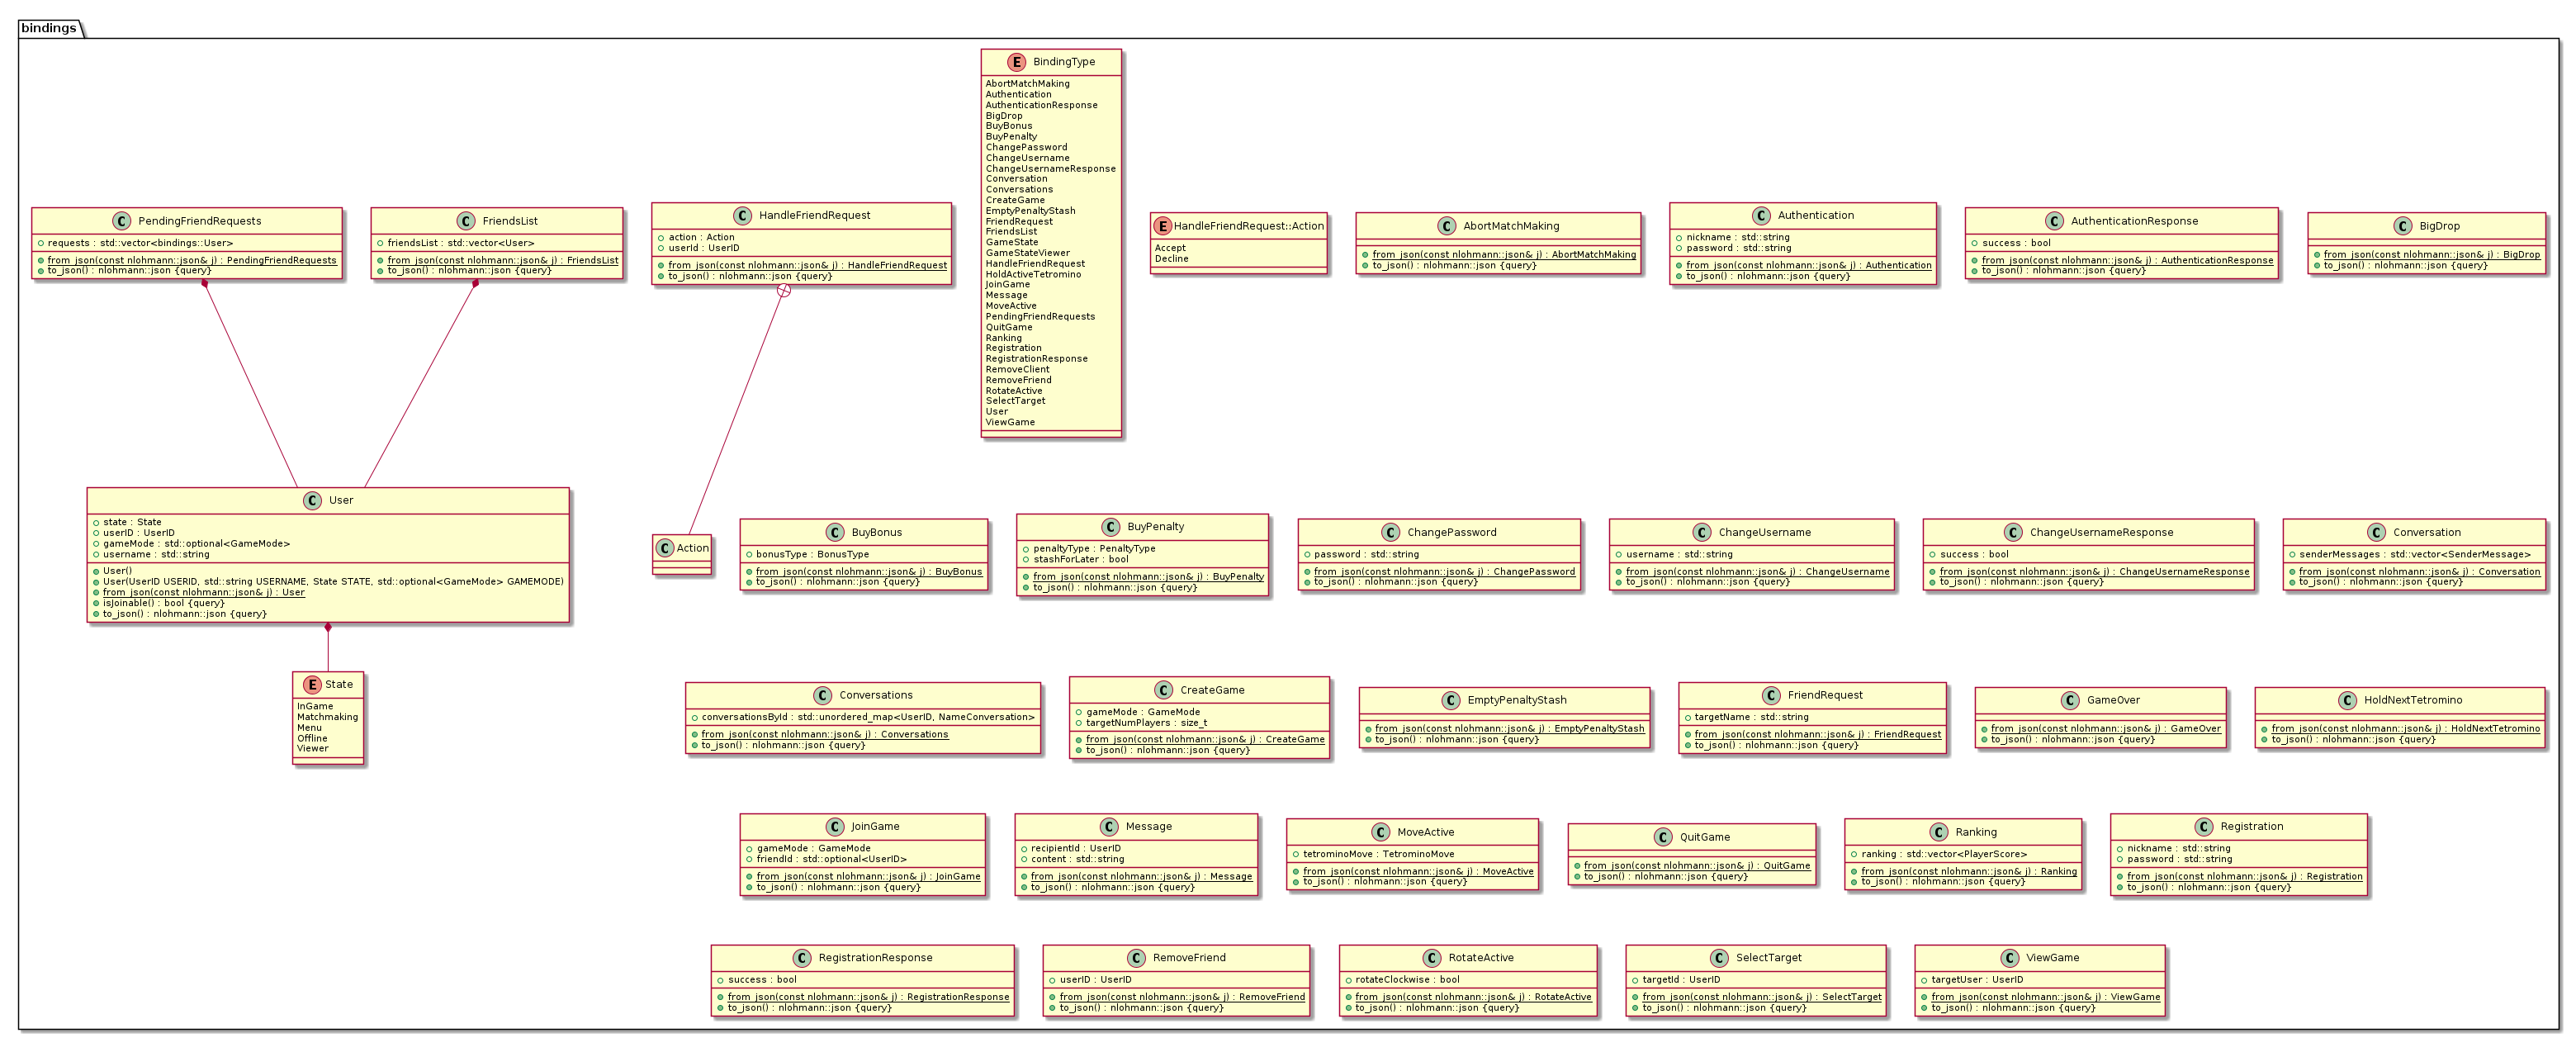 bindings
BindingType
AbortMatchMaking
Authentication
AuthenticationResponse
BigDrop
BuyBonus
BuyPenalty
ChangePassword
ChangeUsername
ChangeUsernameResponse
Conversation
Conversations
CreateGame
EmptyPenaltyStash
FriendRequest
FriendsList
GameState
GameStateViewer
HandleFriendRequest
HoldActiveTetromino
JoinGame
Message
MoveActive
PendingFriendRequests
QuitGame
Ranking
Registration
RegistrationResponse
RemoveClient
RemoveFriend
RotateActive
SelectTarget
User
ViewGame
PendingFriendRequests
requests : std::vector<bindings::User>
from_json(const nlohmann::json& j) : PendingFriendRequests
to_json() : nlohmann::json {query}
FriendsList
friendsList : std::vector<User>
from_json(const nlohmann::json& j) : FriendsList
to_json() : nlohmann::json {query}
HandleFriendRequest
action : Action
userId : UserID
from_json(const nlohmann::json& j) : HandleFriendRequest
to_json() : nlohmann::json {query}
HandleFriendRequest::Action
Accept
Decline
AbortMatchMaking
from_json(const nlohmann::json& j) : AbortMatchMaking
to_json() : nlohmann::json {query}
Authentication
nickname : std::string
password : std::string
from_json(const nlohmann::json& j) : Authentication
to_json() : nlohmann::json {query}
AuthenticationResponse
success : bool
from_json(const nlohmann::json& j) : AuthenticationResponse
to_json() : nlohmann::json {query}
BigDrop
from_json(const nlohmann::json& j) : BigDrop
to_json() : nlohmann::json {query}
User
state : State
userID : UserID
gameMode : std::optional<GameMode>
username : std::string
User()
User(UserID USERID, std::string USERNAME, State STATE, std::optional<GameMode> GAMEMODE)
from_json(const nlohmann::json& j) : User
isJoinable() : bool {query}
to_json() : nlohmann::json {query}
Action
BuyBonus
bonusType : BonusType
from_json(const nlohmann::json& j) : BuyBonus
to_json() : nlohmann::json {query}
BuyPenalty
penaltyType : PenaltyType
stashForLater : bool
from_json(const nlohmann::json& j) : BuyPenalty
to_json() : nlohmann::json {query}
ChangePassword
password : std::string
from_json(const nlohmann::json& j) : ChangePassword
to_json() : nlohmann::json {query}
ChangeUsername
username : std::string
from_json(const nlohmann::json& j) : ChangeUsername
to_json() : nlohmann::json {query}
ChangeUsernameResponse
success : bool
from_json(const nlohmann::json& j) : ChangeUsernameResponse
to_json() : nlohmann::json {query}
Conversation
senderMessages : std::vector<SenderMessage>
from_json(const nlohmann::json& j) : Conversation
to_json() : nlohmann::json {query}
State
InGame
Matchmaking
Menu
Offline
Viewer
Conversations
conversationsById : std::unordered_map<UserID, NameConversation>
from_json(const nlohmann::json& j) : Conversations
to_json() : nlohmann::json {query}
CreateGame
gameMode : GameMode
targetNumPlayers : size_t
from_json(const nlohmann::json& j) : CreateGame
to_json() : nlohmann::json {query}
EmptyPenaltyStash
from_json(const nlohmann::json& j) : EmptyPenaltyStash
to_json() : nlohmann::json {query}
FriendRequest
targetName : std::string
from_json(const nlohmann::json& j) : FriendRequest
to_json() : nlohmann::json {query}
GameOver
from_json(const nlohmann::json& j) : GameOver
to_json() : nlohmann::json {query}
HoldNextTetromino
from_json(const nlohmann::json& j) : HoldNextTetromino
to_json() : nlohmann::json {query}
JoinGame
gameMode : GameMode
friendId : std::optional<UserID>
from_json(const nlohmann::json& j) : JoinGame
to_json() : nlohmann::json {query}
Message
recipientId : UserID
content : std::string
from_json(const nlohmann::json& j) : Message
to_json() : nlohmann::json {query}
MoveActive
tetrominoMove : TetrominoMove
from_json(const nlohmann::json& j) : MoveActive
to_json() : nlohmann::json {query}
QuitGame
from_json(const nlohmann::json& j) : QuitGame
to_json() : nlohmann::json {query}
Ranking
ranking : std::vector<PlayerScore>
from_json(const nlohmann::json& j) : Ranking
to_json() : nlohmann::json {query}
Registration
nickname : std::string
password : std::string
from_json(const nlohmann::json& j) : Registration
to_json() : nlohmann::json {query}
RegistrationResponse
success : bool
from_json(const nlohmann::json& j) : RegistrationResponse
to_json() : nlohmann::json {query}
RemoveFriend
userID : UserID
from_json(const nlohmann::json& j) : RemoveFriend
to_json() : nlohmann::json {query}
RotateActive
rotateClockwise : bool
from_json(const nlohmann::json& j) : RotateActive
to_json() : nlohmann::json {query}
SelectTarget
targetId : UserID
from_json(const nlohmann::json& j) : SelectTarget
to_json() : nlohmann::json {query}
ViewGame
targetUser : UserID
from_json(const nlohmann::json& j) : ViewGame
to_json() : nlohmann::json {query}